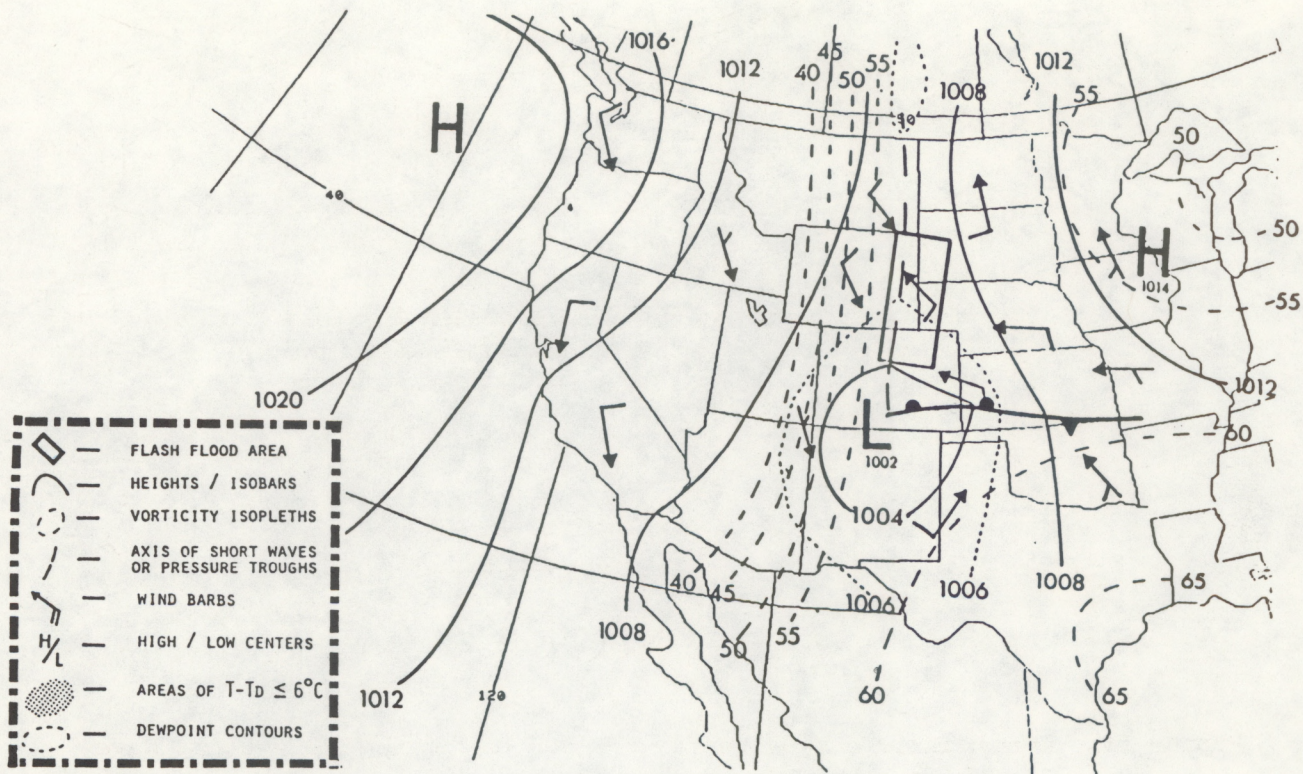 1016
45
40
50
55
1012
1008
1012
55
50
H
40
50
H
1014
50
55
1020
1012
60
L
1002
1004
40
45
1006
1006
1008
65
1008
50
55
60
65
1012
120
FLASH FLOOD AREA
HEIGHTS / ISOBARS
VORTICITY ISOPLETHS
AXIS OF SHORT WAVES
OR PRESSURE TROUGHS
WIND BARBS
H/L HIGH / LOW CENTERS
AREAS OF T-TD ≤ 6°C
DEWPOINT CONTOURS